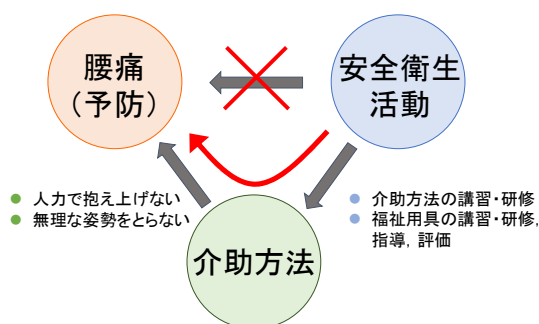 腰痛
（予防）
安全衛生
活動
● 人力で抱え上げない
● 無理な姿勢をとらない
● 介助方法の講習・研修
● 福祉用具の講習・研修,
指導, 評価
介助方法